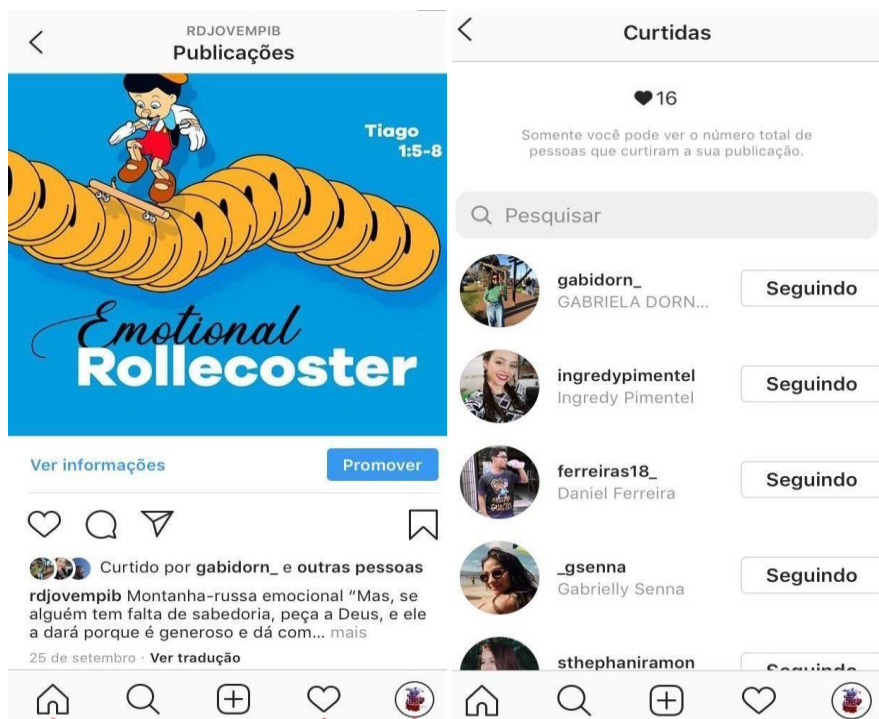 RDJOVEMPIB
Publicações
Tiago
1:5-8
Emotional
Rollecoster
Ver informações
Promover
Curtido por gabidorn_ e outras pessoas
rdjovempib Montanha-russa emocional “Mas, se
alguém tem falta de sabedoria, peça a Deus, e ele
a dará porque é generoso e dá com... mais
25 de setembro · Ver tradução
Curtidas
16
Somente você pode ver o número total de
pessoas que curtiram a sua publicação.
Pesquisar
gabidorn_
GABRIELA DORN...
Seguindo
ingredypimentel
Ingredy Pimentel
Seguindo
ferreiras18_
Daniel Ferreira
Seguindo
_gsenna
Gabrielly Senna
Seguindo
sthephaniramon
Seguindo